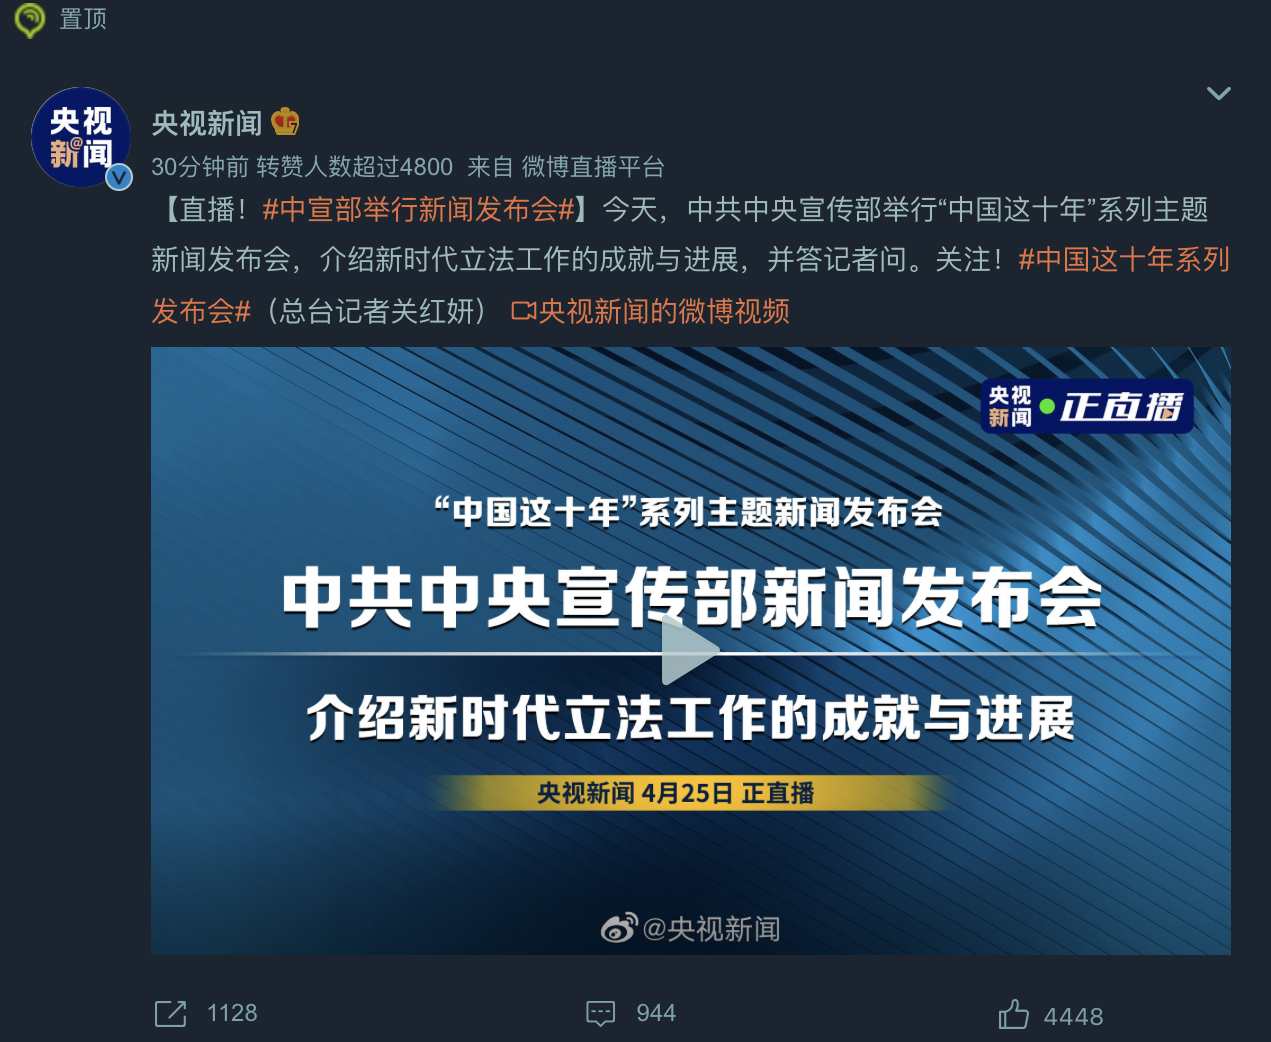 置顶
央视新闻
央视
新@闻
30分钟前 转赞人数超过4800 来自 微博直播平台
【直播！#中宣部举行新闻发布会#】今天，中共中央宣传部举行“中国这十年”系列主题
新闻发布会，介绍新时代立法工作的成就与进展，并答记者问。关注！#中国这十年系列
发布会#（总台记者关红妍） 央视新闻的微博视频
央视
新闻
正直播
“中国这十年”系列主题新闻发布会
中共中央宣传部新闻发布会
介绍新时代立法工作的成就与进展
央视新闻 4月25日 正直播
@央视新闻
1128
944
4448